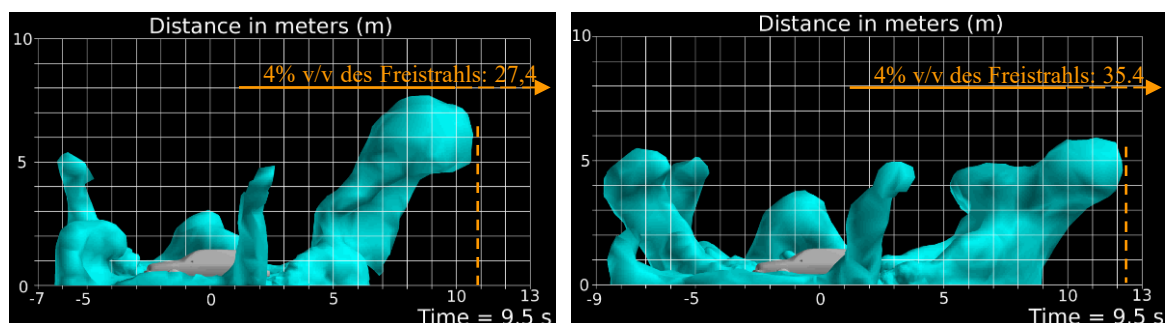 Distance in meters (m)
10
4% v/v des Freistrahls: 27,4
5
0
-7 -5 0 5 10 13
Time = 9.5 s
Distance in meters (m)
10
4% v/v des Freistrahls: 35.4
5
0
-9 -5 0 5 10 13
Time = 9.5 s